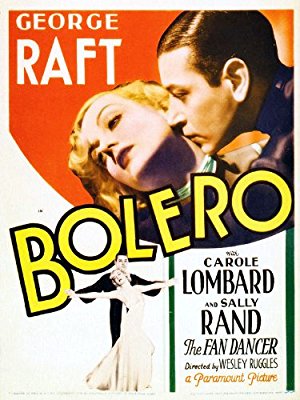 GEORGE
RAFT
in
BOLERO
with
CAROLE
LOMBARD
AND SALLY
RAND
The FAN DANCER
Directed by WESLEY RUGGLES
a Paramount Picture